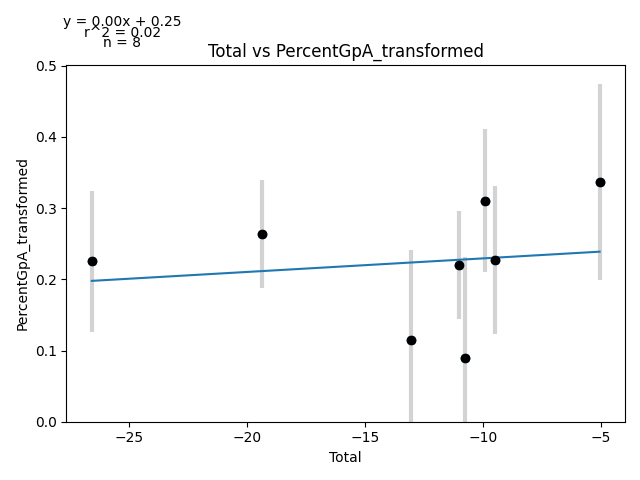 y = 0.00x + 0.25
r^2 = 0.02
n = 8
Total vs PercentGpA_transformed
PercentGpA_transformed
0.5
0.4
0.3
0.2
0.1
0.0
−25
−20
−15
−10
−5
Total